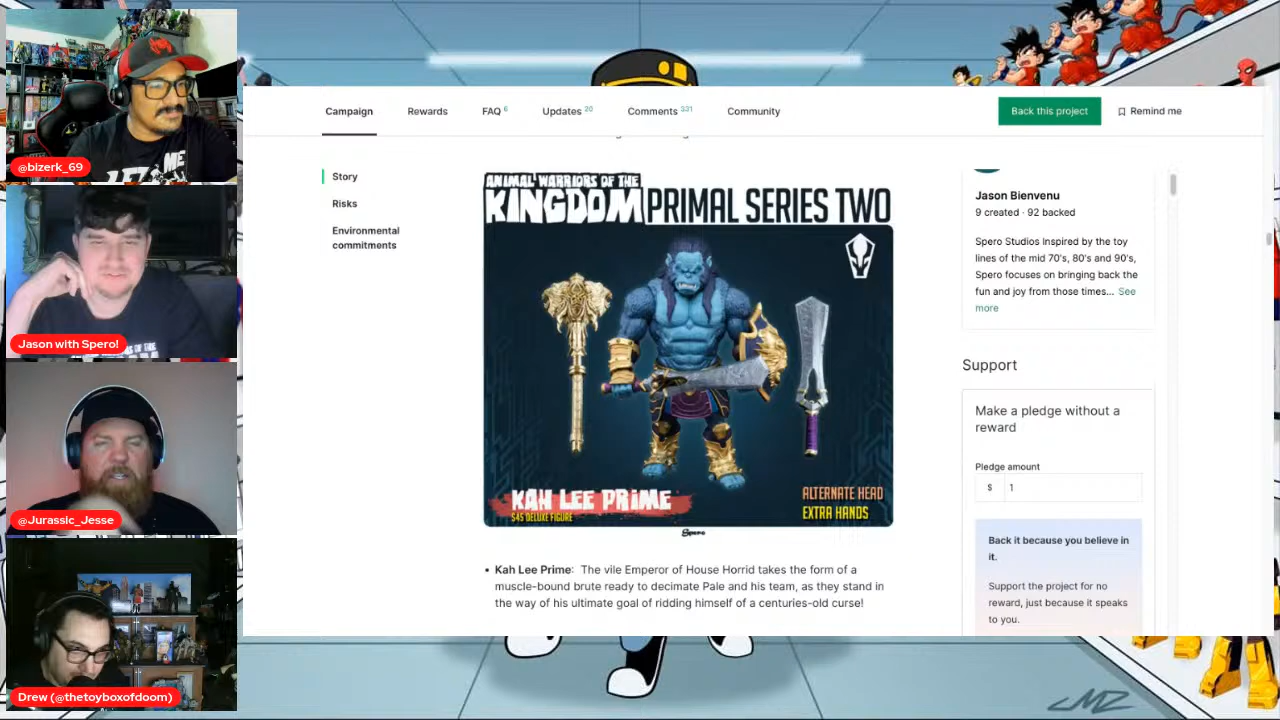 @bizerk_69
ME
Jason with Spero!
@Jurassic_Jesse
Drew (@thetoyboxofdoom)
Campaign
Rewards
FAQ 6
Updates 20
Comments 331
Community
Back this project
Remind me
Story
Risks
Environmental
commitments
ANIMAL WARRIORS OF THE
KINGDOM PRIMAL SERIES TWO
KAH LEE PRIME
$45 DELUXE FIGURE
ALTERNATE HEAD
EXTRA HANDS
Spero
• Kah Lee Prime: The vile Emperor of House Horrid takes the form of a
muscle-bound brute ready to decimate Pale and his team, as they stand in
the way of his ultimate goal of ridding himself of a centuries-old curse!
Jason Bienvenu
9 created · 92 backed
Spero Studios Inspired by the toy
lines of the mid 70's, 80's and 90's,
Spero focuses on bringing back the
fun and joy from those times... See
more
Support
Make a pledge without a
reward
Pledge amount
$ 1
Back it because you believe in
it.
Support the project for no
reward, just because it speaks
to you.